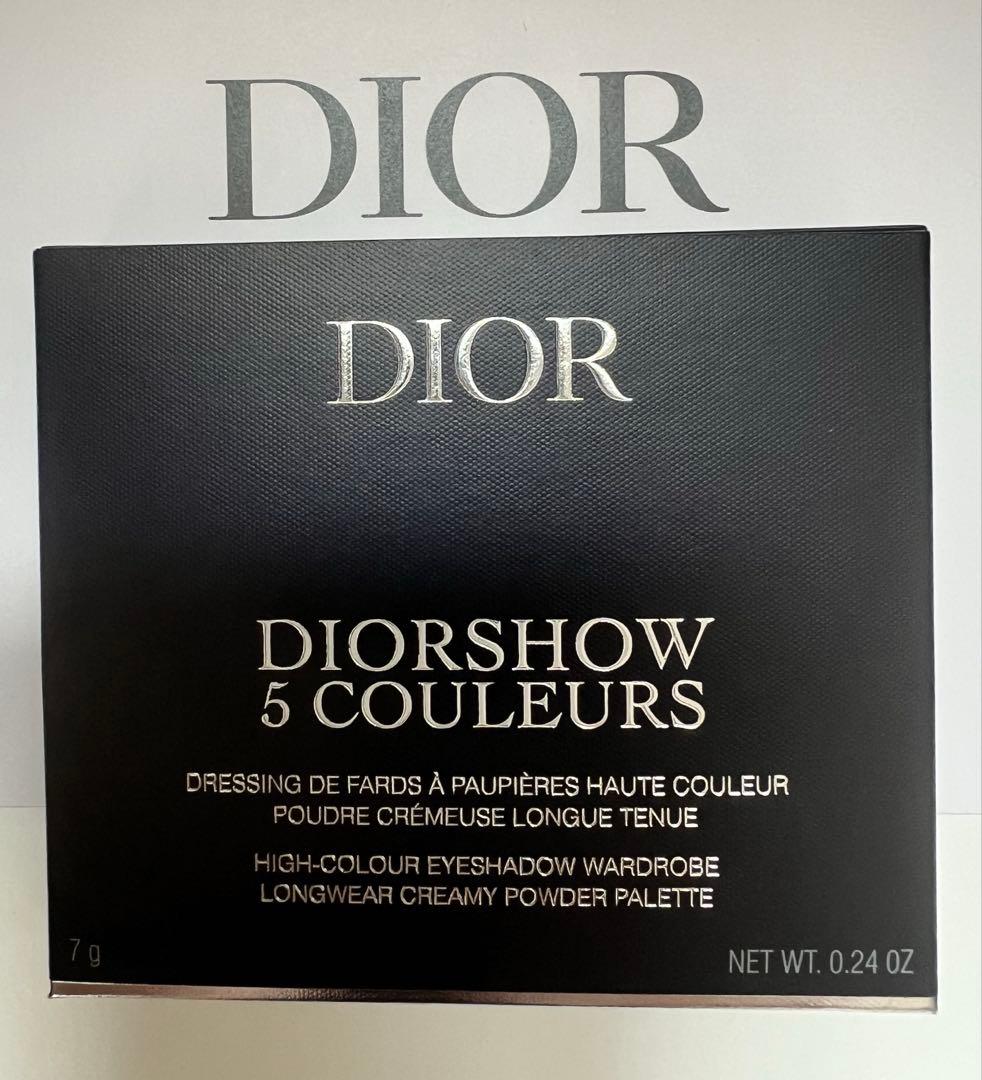 DIOR
DIOR
DIORSHOW
5 COULEURS
DRESSING DE FARDS À PAUPIÈRES HAUTE COULEUR
POUDRE CRÉMEUSE LONGUE TENUE
HIGH-COLOUR EYESHADOW WARDROBE
LONGWEAR CREAMY POWDER PALETTE
7 g
NET WT. 0.24 OZ